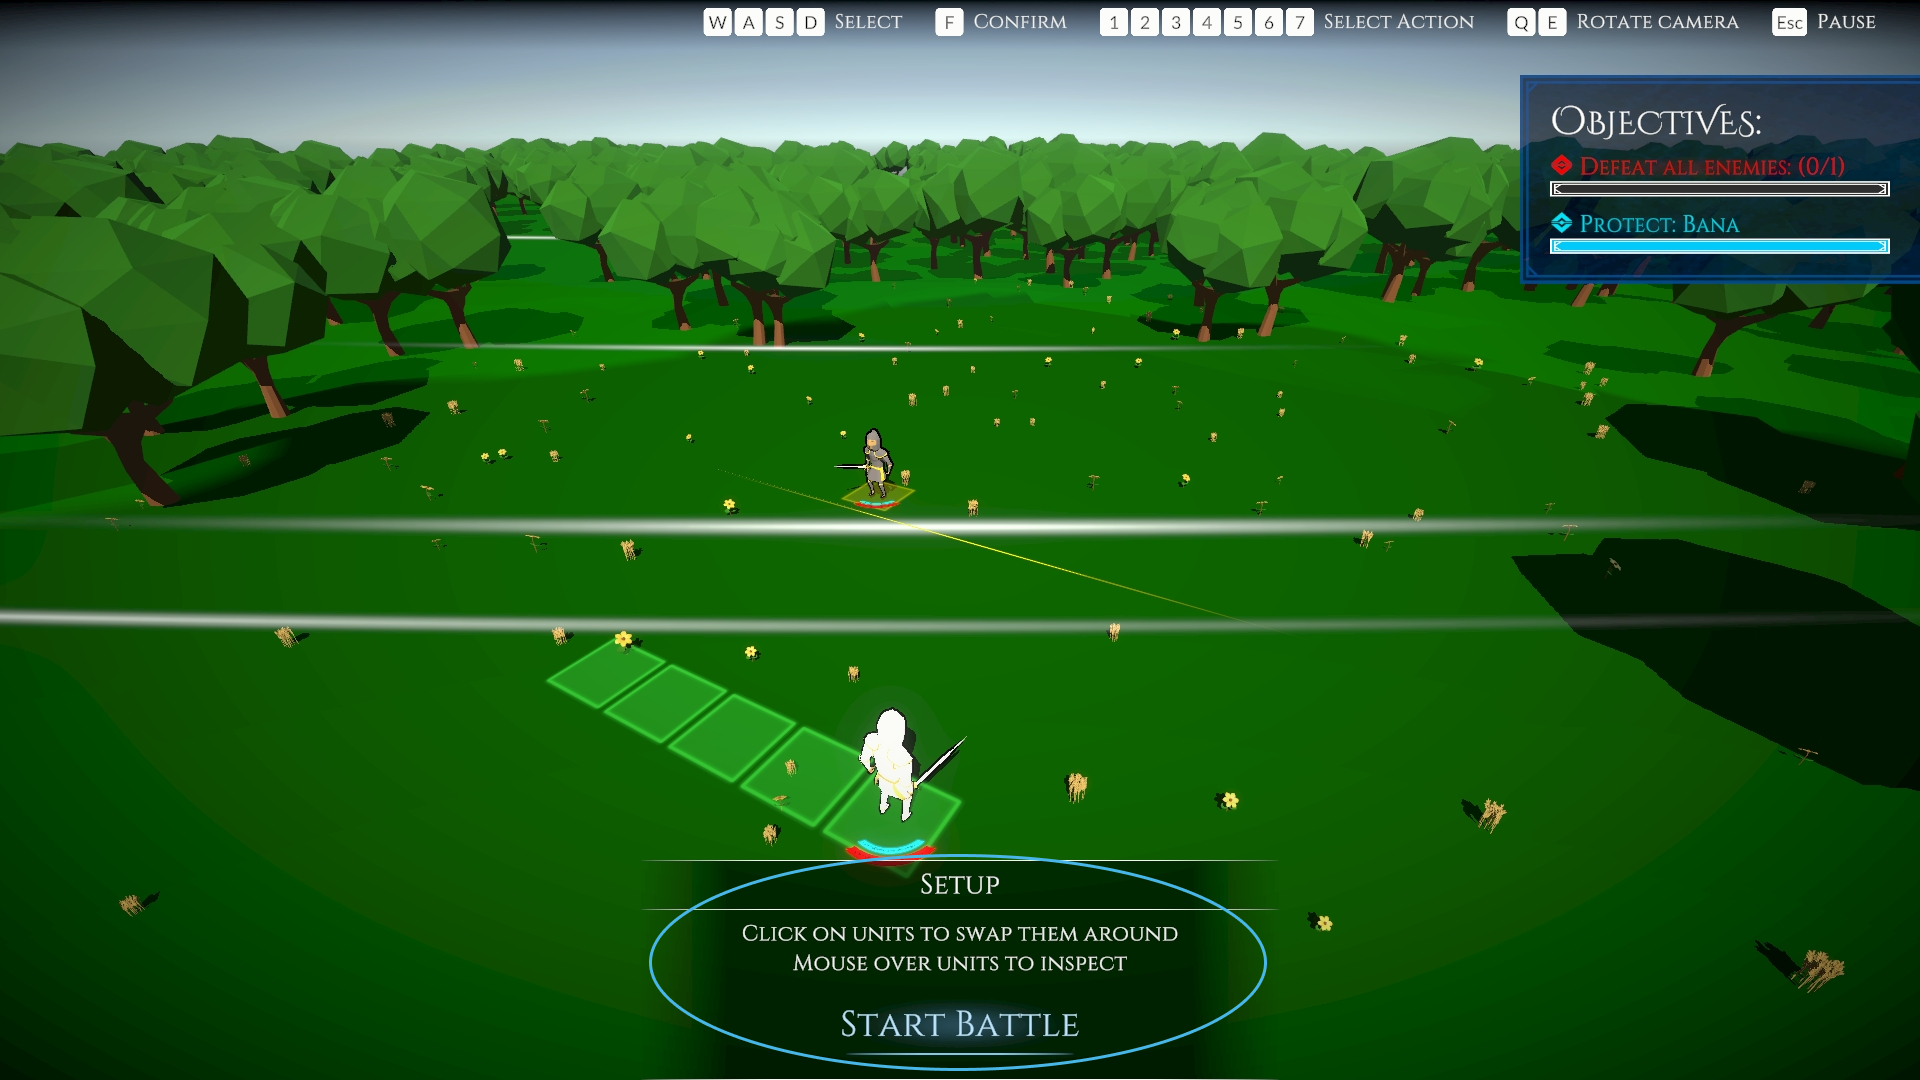 W A S D Select F Confirm 1 2 3 4 5 6 7 Select Action Q E Rotate camera Esc Pause
Objectives:
Defeat all enemies: (0/1)
Protect: Bana
Setup
Click on units to swap them around
Mouse over units to inspect
Start Battle